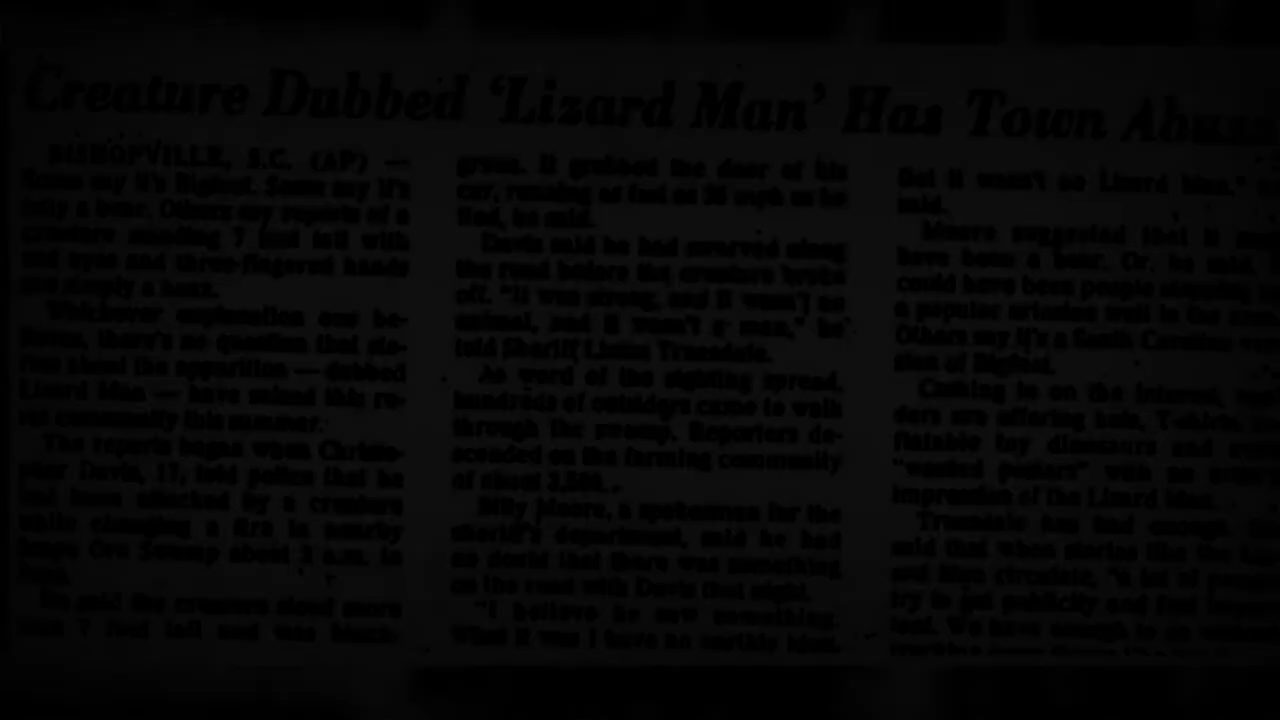 Creature Dubbed 'Lizard Man' Has Town
BISHOPVILLE, S.C. (AP) —
Some say it's Bigfoot. Some say it's
only a bear. Others say reports of a
creature standing 7 feet tall with
red eyes and three-fingered hands
are simply a hoax.
Whichever explanation one be-
lieves, there's no question that sto-
ries about the apparition — dubbed
Lizard Man — have seized this ru-
ral community this summer.
The reports began when Christo-
pher Davis, 17, told police that he
had been attacked by a creature
while changing a tire in nearby
Scape Ore Swamp about 2 a.m. in
He said the creature stood more
than 7 feet tall and was black-
green. It grabbed the door of his
car, running as fast as 35 mph as he
fled, he said.
Davis said he had swerved along
the road before the creature broke
off. "It was strong, and it wasn't no
animal, and it wasn't a man," he
told Sheriff Liston Truesdale.
As word of the sighting spread,
hundreds of outsiders came to walk
through the swamp. Reporters de-
scended on the farming community
of about 3,500.
Billy Moore, a spokesman for the
sheriff's department, said he had
no doubt that there was something
on the road with Davis that night.
"I believe he saw something.
What it was I have no earthly idea.
But it wasn't no Lizard Man,"
said.
Moore suggested that it
have been a bear. Or, he said,
could have been people stopping
a popular artesian well in the
Others say it's a South Carolina
sion of Bigfoot.
Cashing in on the interest,
dors are offering hats, T-shirts,
flatable toy dinosaurs and
"wanted posters" with an
impression of the Lizard Man.
Truesdale has had enough.
said that when stories like the
ard Man circulate, "a lot of people
try to get publicity and
We have enough to